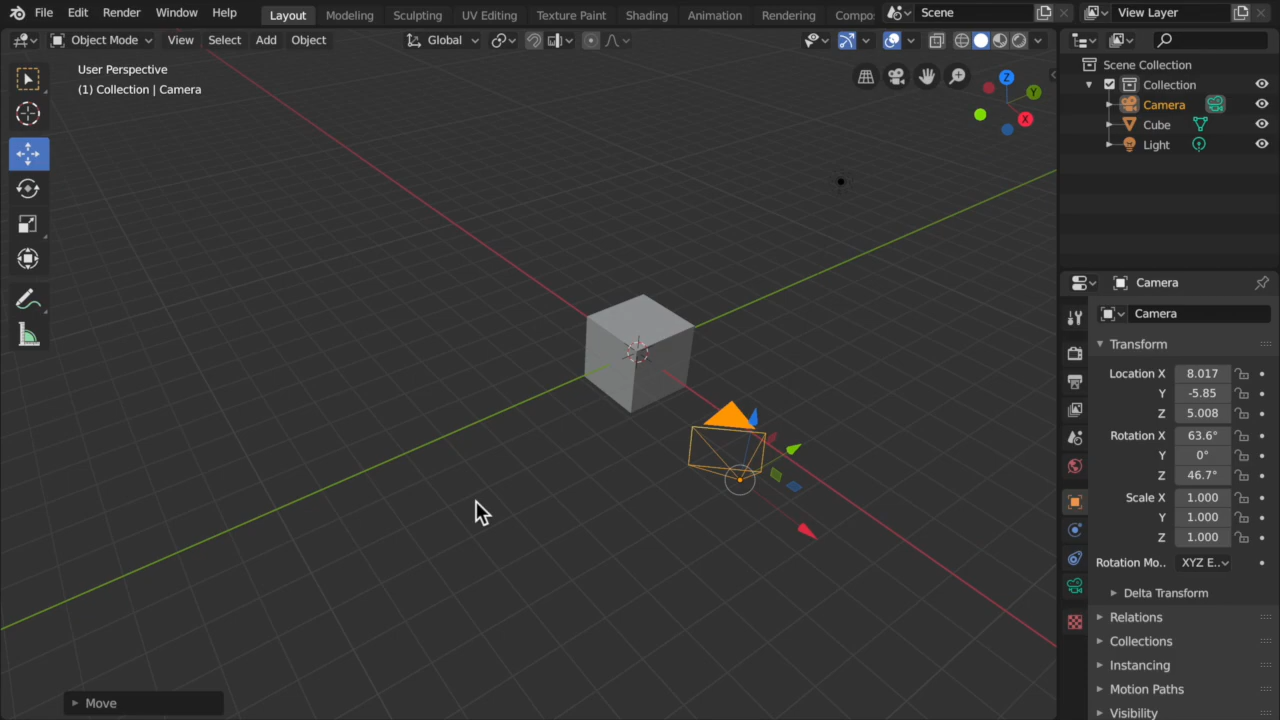 File Edit Render Window Help Layout Modeling Sculpting UV Editing Texture Paint Shading Animation Rendering Compo Scene View Layer
Object Mode View Select Add Object Global
User Perspective
(1) Collection | Camera
Z
Y
X
Move
Scene Collection
Collection
Camera
Cube
Light
Camera
Camera
Transform
Location X 8.017
Y -5.85
Z 5.008
Rotation X 63.6°
Y 0°
Z 46.7°
Scale X 1.000
Y 1.000
Z 1.000
Rotation Mo.. XYZ E..
Delta Transform
Relations
Collections
Instancing
Motion Paths
Visibility